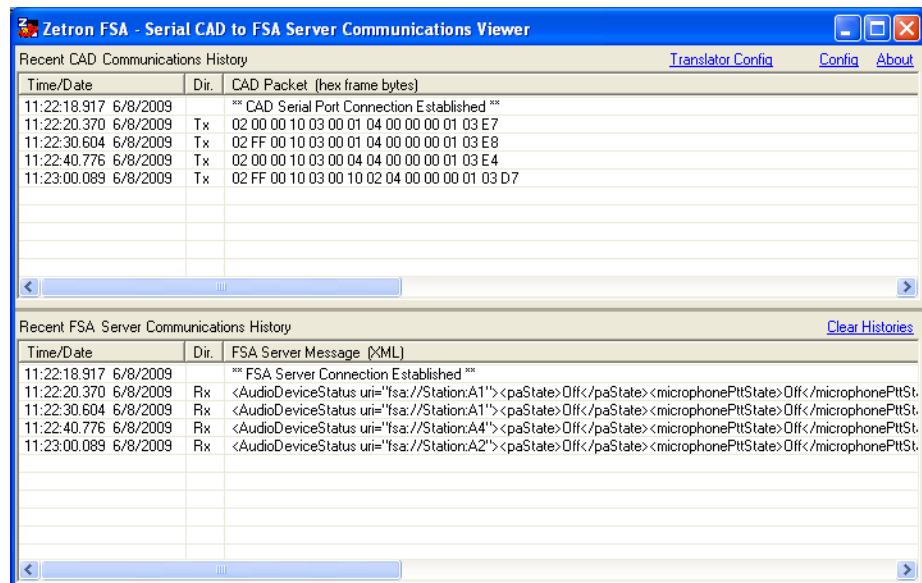 Zetron FSA - Serial CAD to FSA Server Communications Viewer
Recent CAD Communications History Translator Config Config About
Time/Date Dir. CAD Packet (hex frame bytes)
11:22:18.917 6/8/2009 ** CAD Serial Port Connection Established **
11:22:20.370 6/8/2009 Tx 02 00 00 10 03 00 01 04 00 00 00 01 03 E7
11:22:30.604 6/8/2009 Tx 02 FF 00 10 03 00 01 04 00 00 00 01 03 E8
11:22:40.776 6/8/2009 Tx 02 00 00 10 03 00 04 04 00 00 00 01 03 E4
11:23:00.089 6/8/2009 Tx 02 FF 00 10 03 00 10 02 04 00 00 00 01 03 D7
Recent FSA Server Communications History Clear Histories
Time/Date Dir. FSA Server Message (XML)
11:22:18.917 6/8/2009 ** FSA Server Connection Established **
11:22:20.370 6/8/2009 Rx <AudioDeviceStatus uri="fsa://Station:A1"><paState>Off</paState><microphonePttState>Off</microphonePttSt
11:22:30.604 6/8/2009 Rx <AudioDeviceStatus uri="fsa://Station:A1"><paState>Off</paState><microphonePttState>Off</microphonePttSt
11:22:40.776 6/8/2009 Rx <AudioDeviceStatus uri="fsa://Station:A4"><paState>Off</paState><microphonePttState>Off</microphonePttSt
11:23:00.089 6/8/2009 Rx <AudioDeviceStatus uri="fsa://Station:A2"><paState>Off</paState><microphonePttState>Off</microphonePttSt